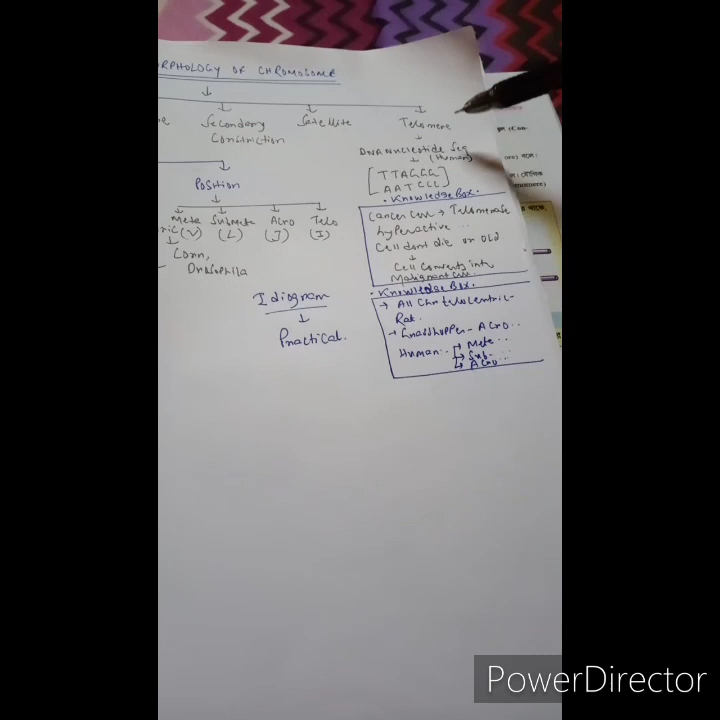 RPHOLOGY OF CHROMOSOME
Secondary Constriction
Satellite
Telomere
DNA Nucleotide Seq
(Human)
TTAGGG
AATCCC
Position
Meta
(V)
Submeta
(L)
Acro
(J)
Telo
(I)
Corn,
Drosophila
Idiogram
Practical.
• Knowledge Box.
Cancer cell → Telomerase
hyperactive ...
Cell dont die or old
Cell converts into
Malignant cell
• Knowledge Box.
→ All Chr telocentric-
Rat.
→ Grasshopper - Acro..
Human..
→ Meta..
→ Sub...
→ Acro...
PowerDirector